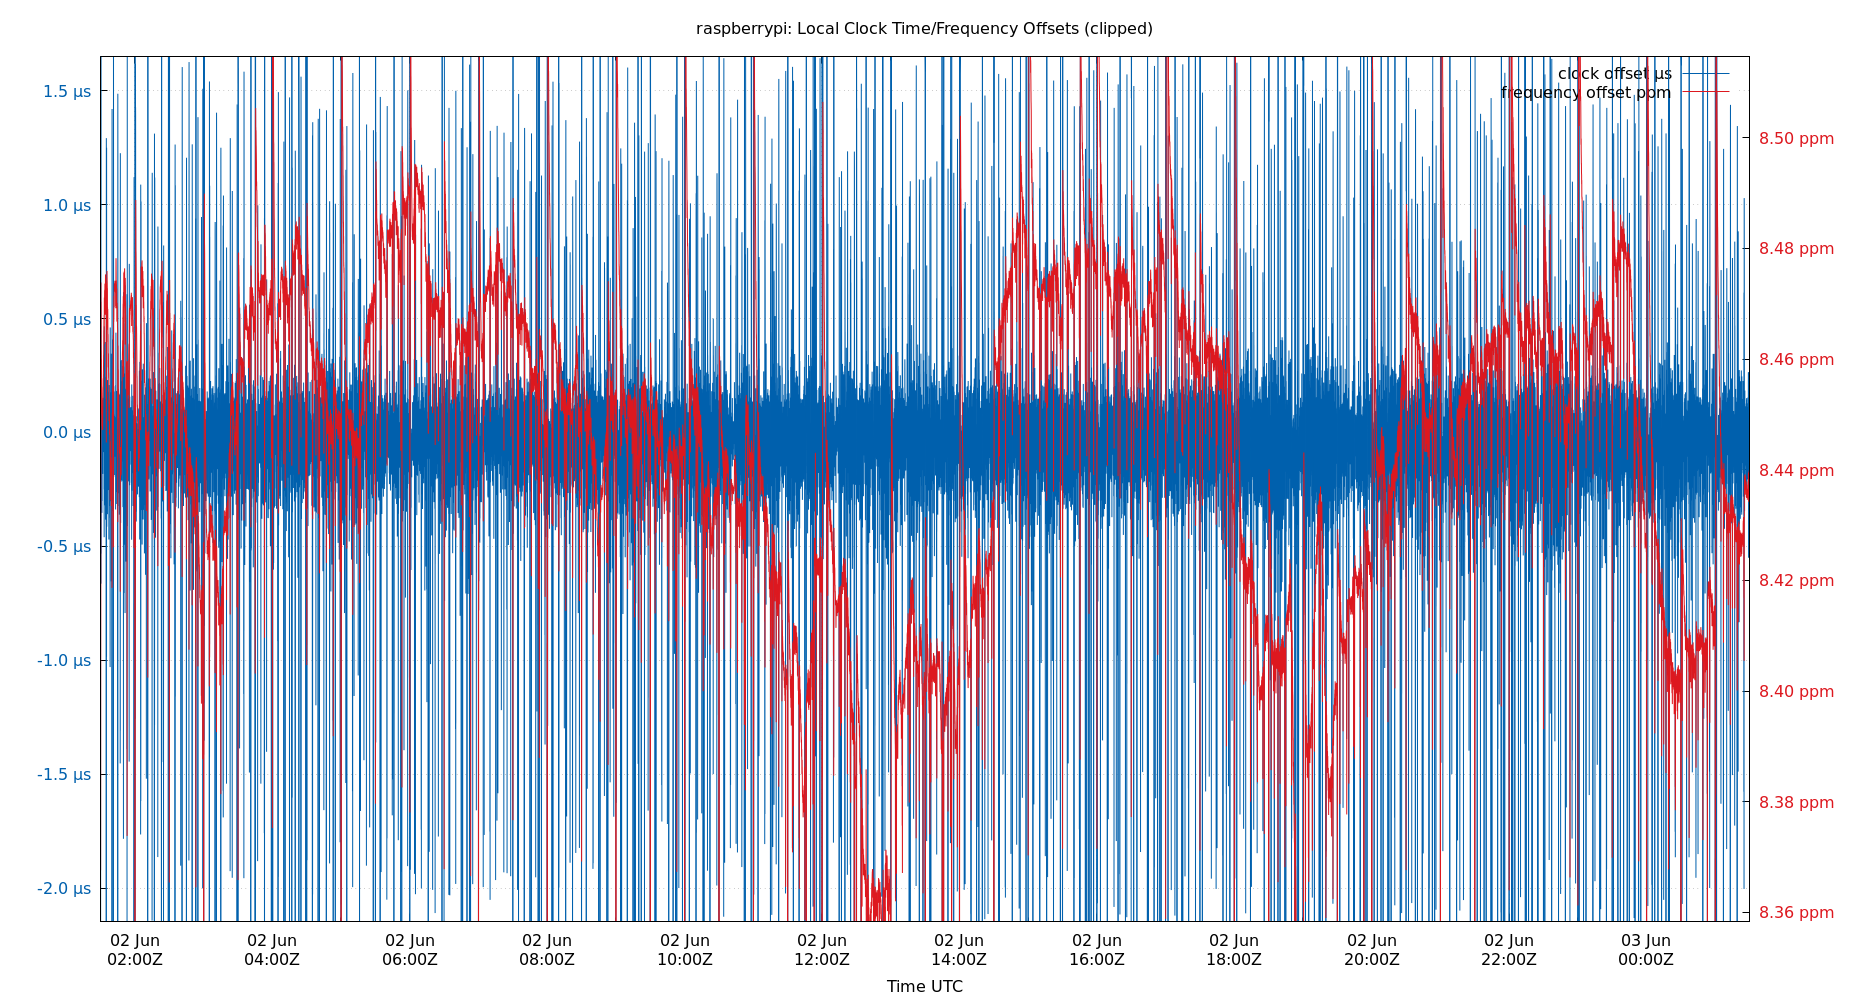 raspberrypi: Local Clock Time/Frequency Offsets (clipped)
clock offset µs
frequency offset ppm
1.5 µs
1.0 µs
0.5 µs
0.0 µs
-0.5 µs
-1.0 µs
-1.5 µs
-2.0 µs
8.50 ppm
8.48 ppm
8.46 ppm
8.44 ppm
8.42 ppm
8.40 ppm
8.38 ppm
8.36 ppm
02 Jun 02 Jun 02 Jun 02 Jun 02 Jun 02 Jun 02 Jun 02 Jun 02 Jun 02 Jun 02 Jun 03 Jun
02:00Z 04:00Z 06:00Z 08:00Z 10:00Z 12:00Z 14:00Z 16:00Z 18:00Z 20:00Z 22:00Z 00:00Z
Time UTC